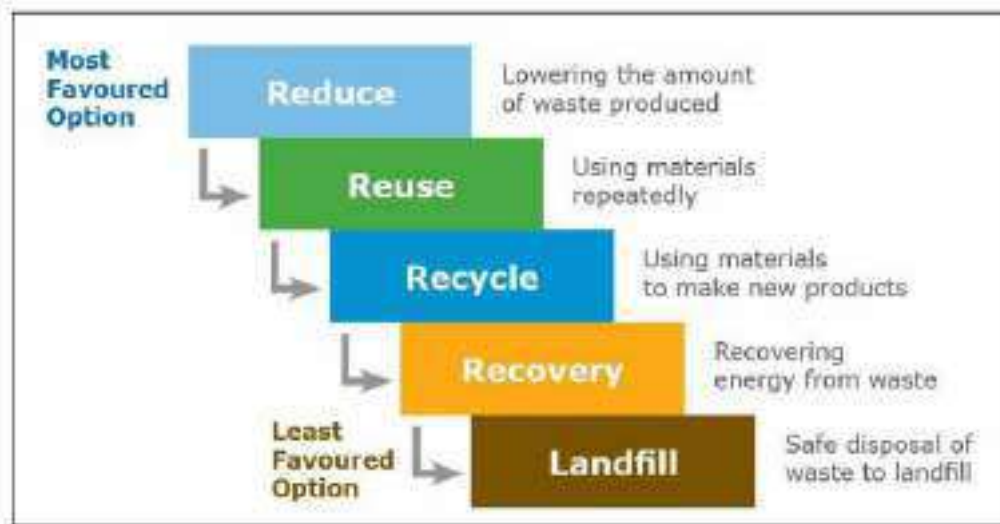 Most
Favoured
Option
Reduce
Lowering the amount
of waste produced
Reuse
Using materials
repeatedly
Recycle
Using materials
to make new products
Recovery
Recovering
energy from waste
Least
Favoured
Option
Landfill
Safe disposal of
waste to landfill